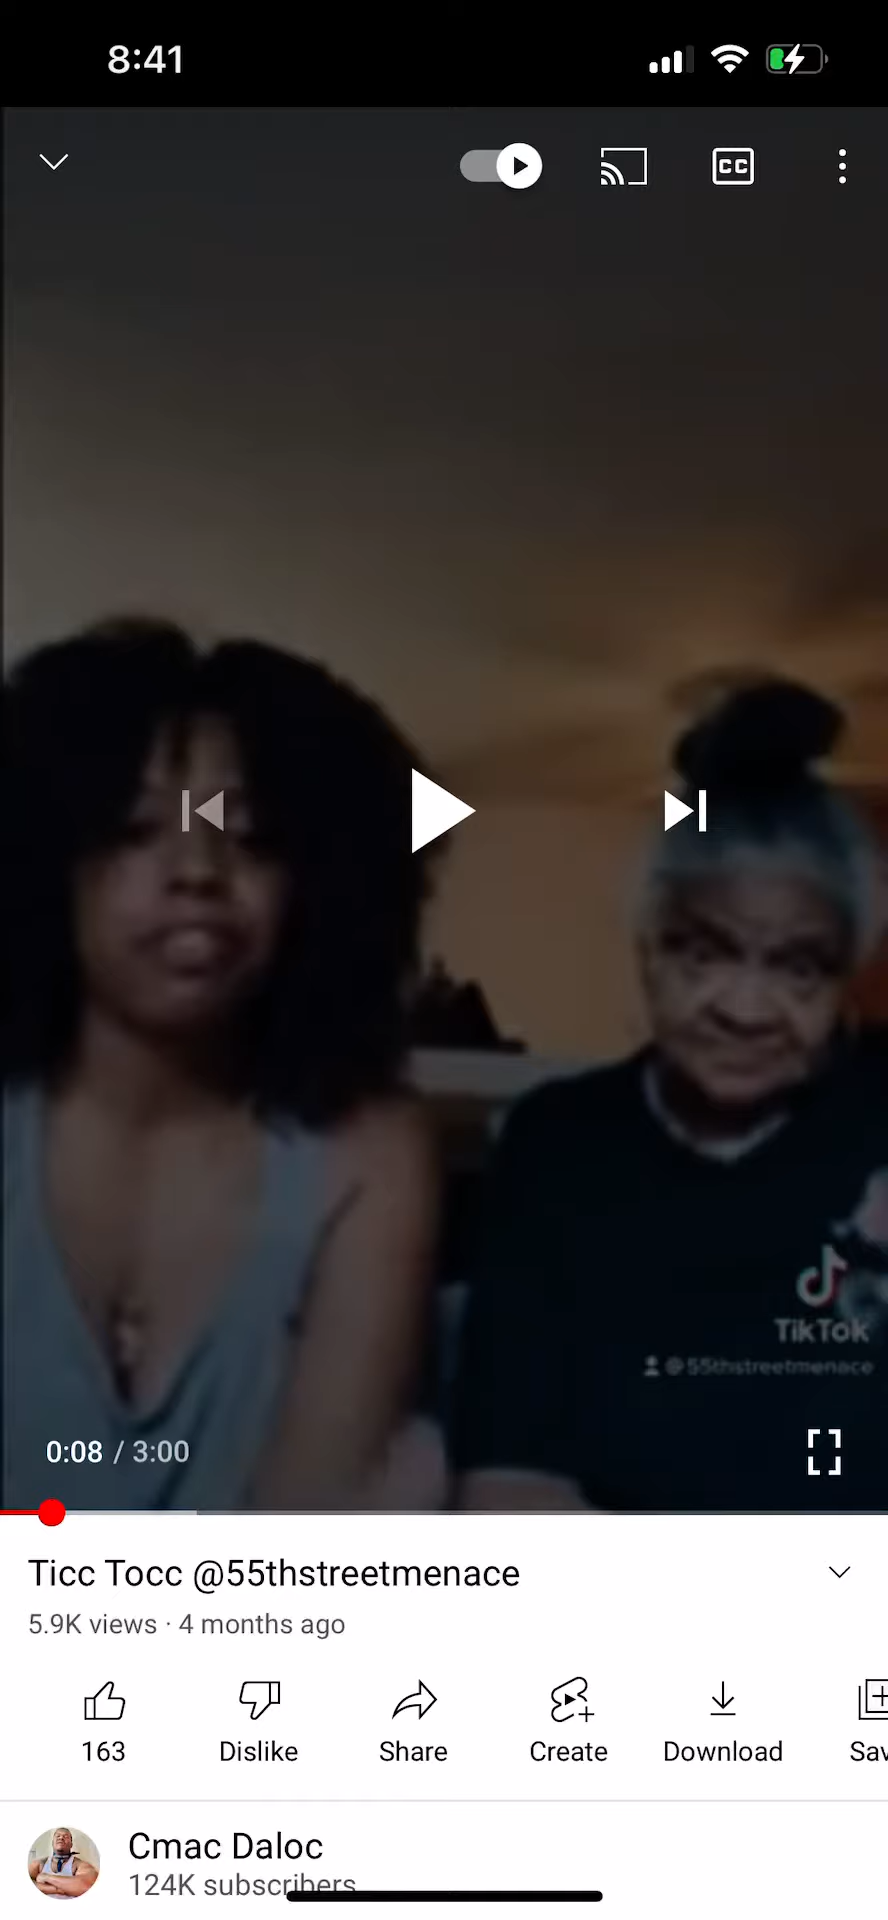 8:41
CC
TikTok
@55thstreetmenace
0:08 / 3:00
Ticc Tocc @55thstreetmenace
5.9K views · 4 months ago
163 Dislike Share Create Download Sav
Cmac Daloc
124K subscribers